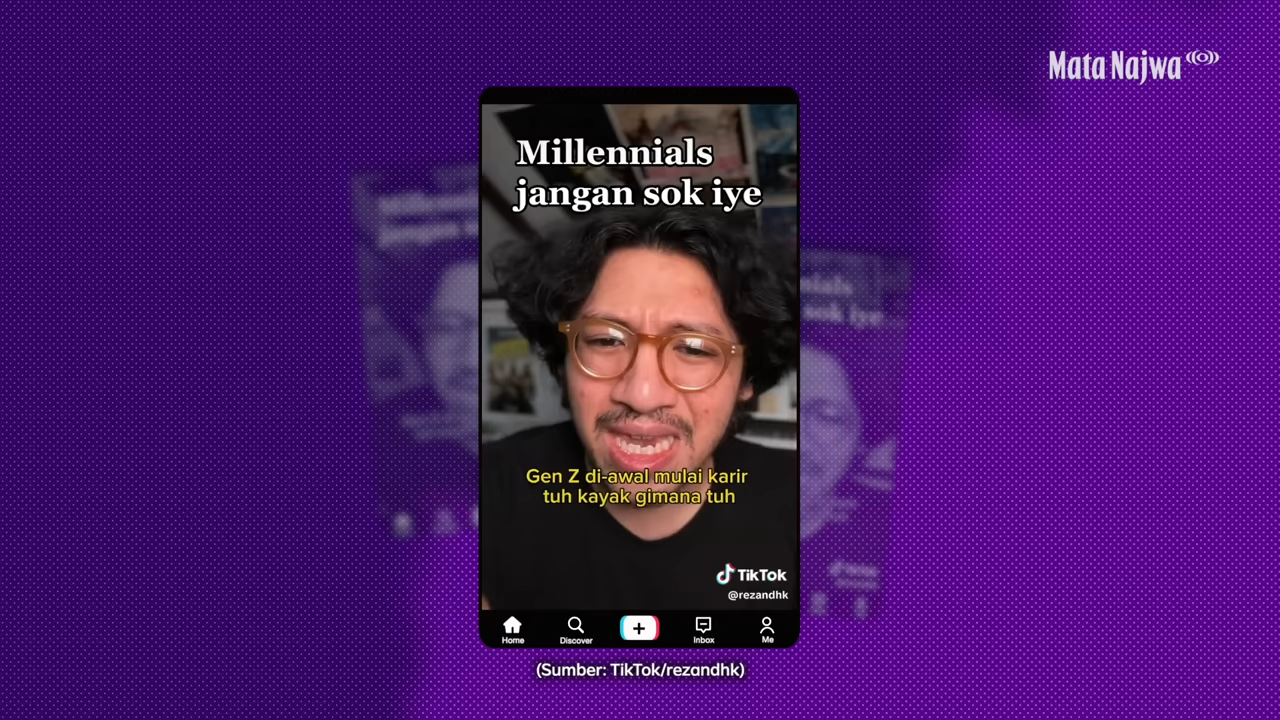 Mata Najwa
Millennials
jangan sok iye
Gen Z di-awal mulai karir
tuh kayak gimana tuh
TikTok
@rezandhk
Home
Discover
Inbox
Me
(Sumber: TikTok/rezandhk)